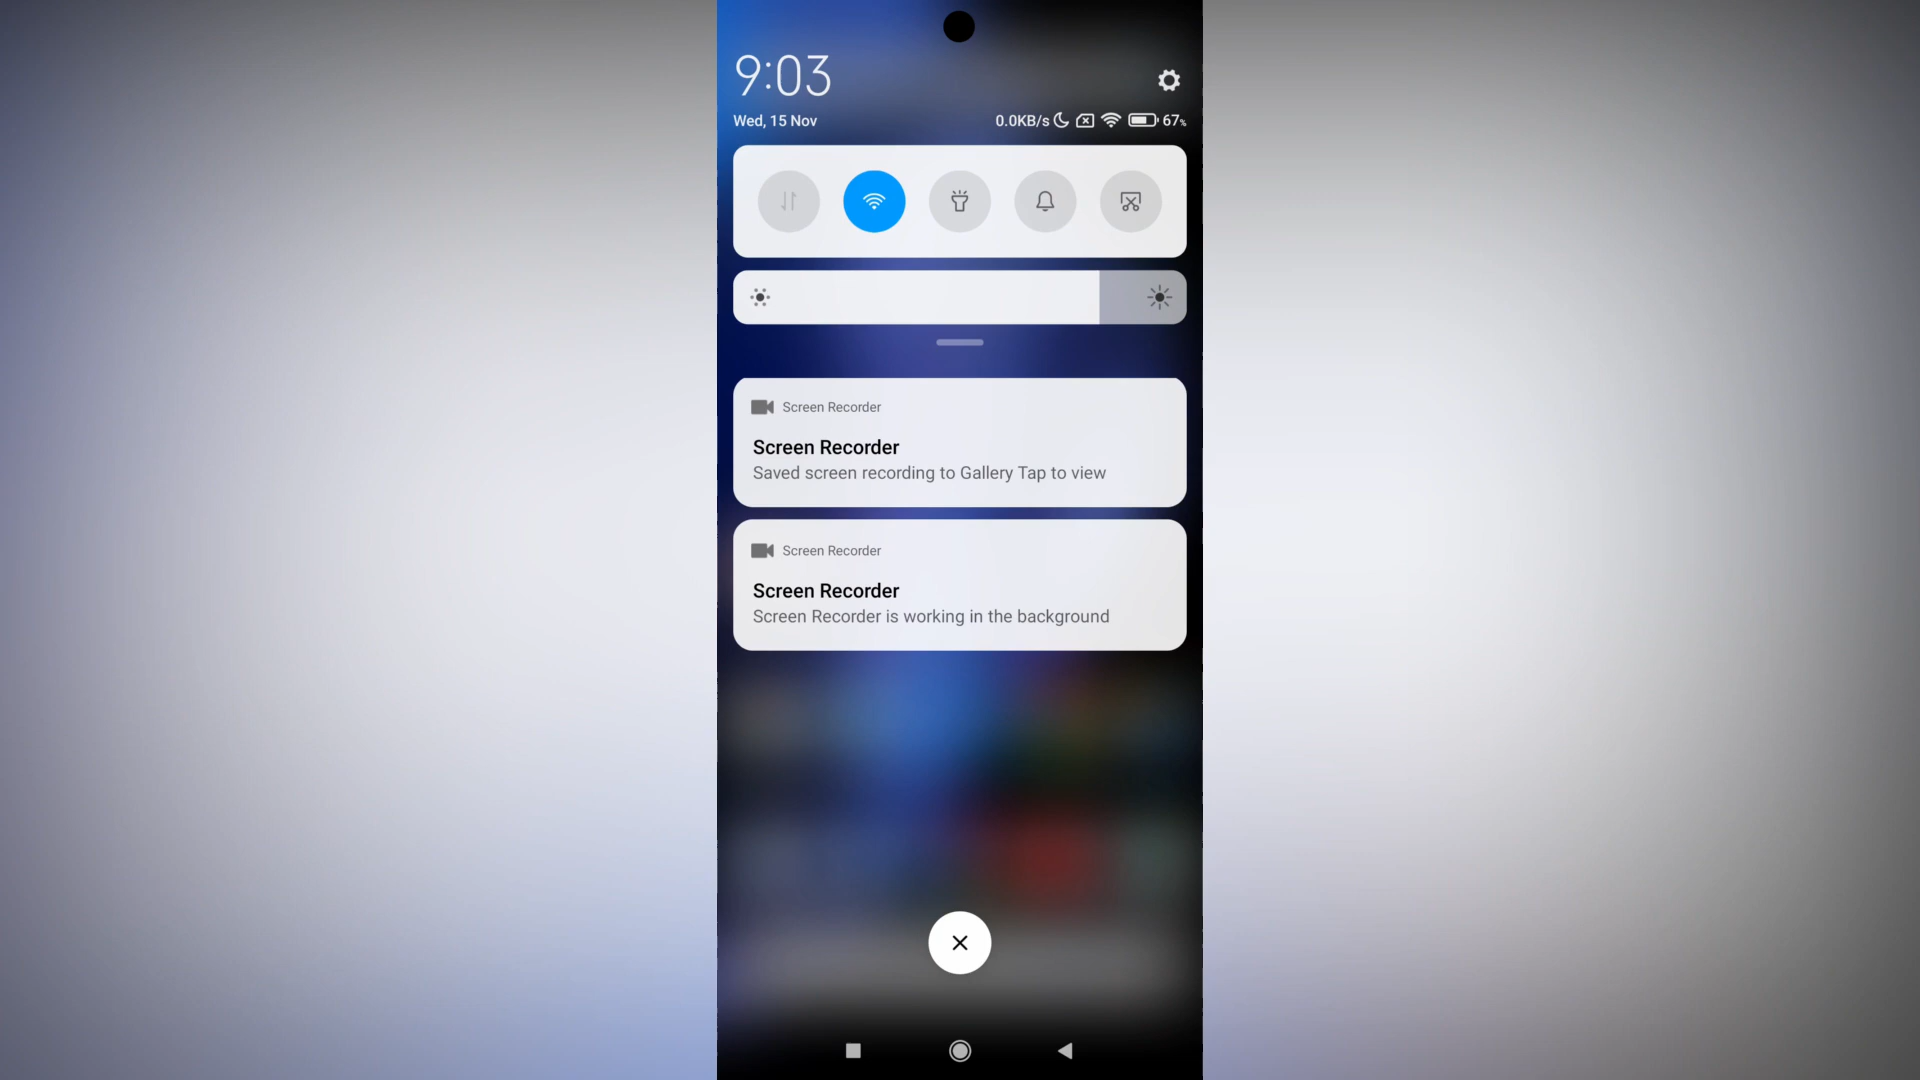 9:03
Wed, 15 Nov
0.0KB/s
67%
Screen Recorder
Screen Recorder
Saved screen recording to Gallery Tap to view
Screen Recorder
Screen Recorder
Screen Recorder is working in the background